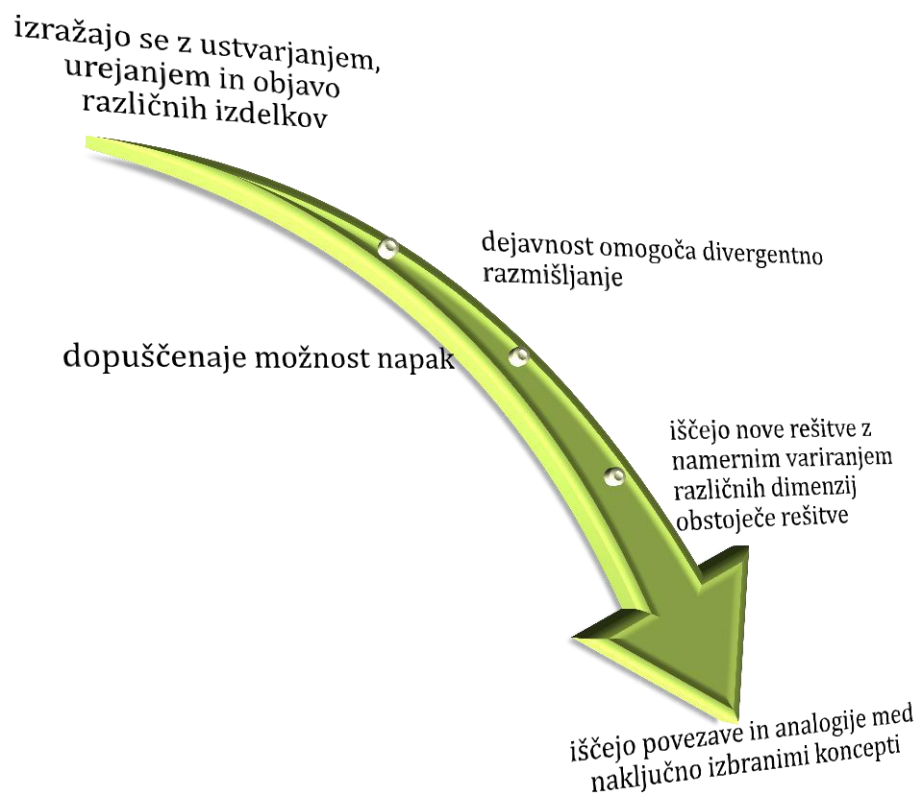 izražajo se z ustvarjanjem,
urejanjem in objavo
različnih izdelkov
dejavnost omogoča divergentno
razmišljanje
dopuščenaje možnost napak
iščejo nove rešitve z
namernim variranjem
različnih dimenzij
obstoječe rešitve
iščejo povezave in analogije med
naključno izbranimi koncepti